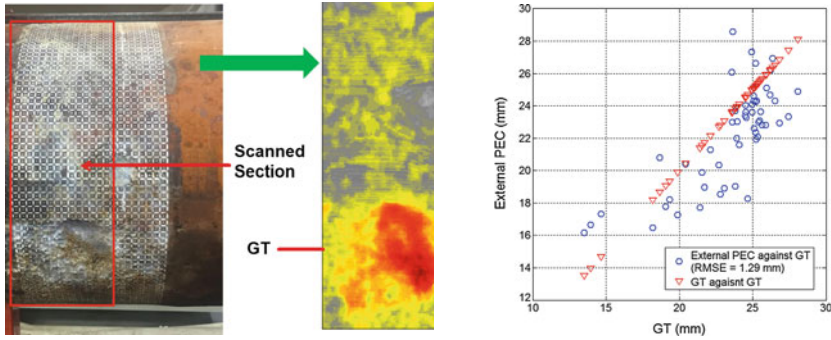 Scanned
Section
GT
External PEC (mm)
28
26
24
22
20
18
16
14
12
External PEC against GT
(RMSE = 1.29 mm)
GT agaisnt GT
10 15 20 25 30
GT (mm)